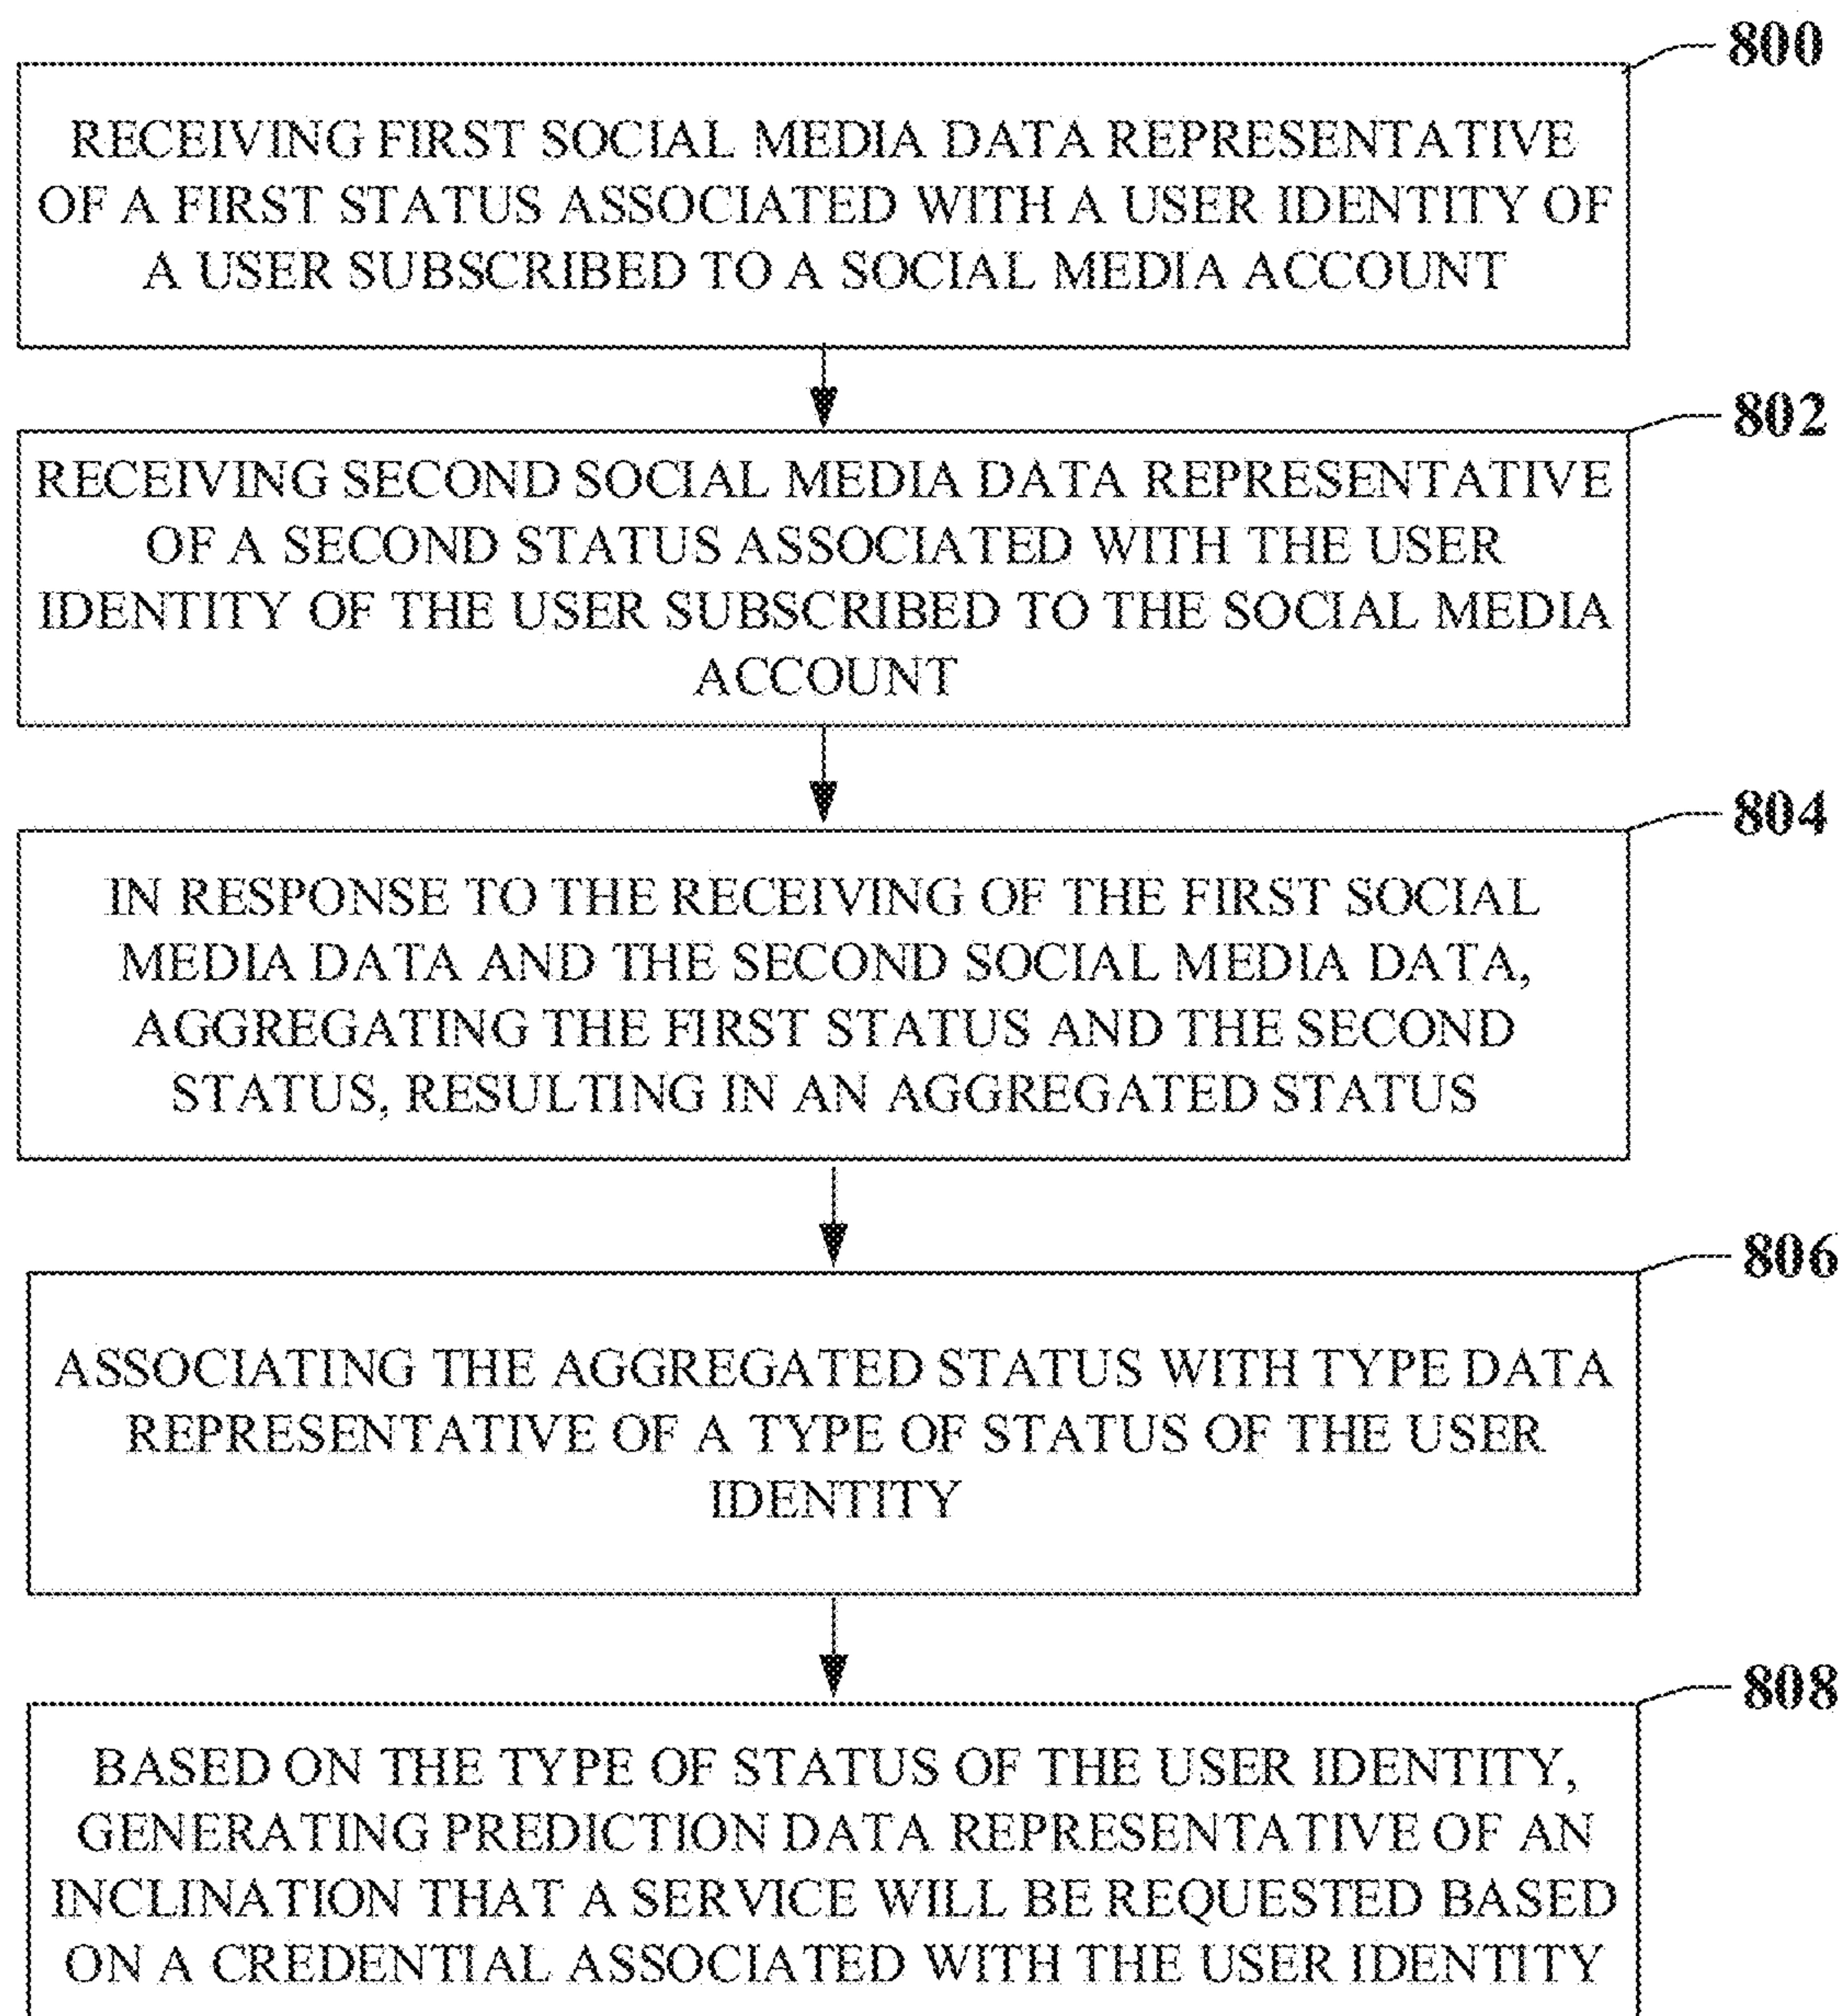 800
RECEIVING FIRST SOCIAL MEDIA DATA REPRESENTATIVE
OF A FIRST STATUS ASSOCIATED WITH A USER IDENTITY OF
A USER SUBSCRIBED TO A SOCIAL MEDIA ACCOUNT
802
RECEIVING SECOND SOCIAL MEDIA DATA REPRESENTATIVE
OF A SECOND STATUS ASSOCIATED WITH THE USER
IDENTITY OF THE USER SUBSCRIBED TO THE SOCIAL MEDIA
ACCOUNT
804
IN RESPONSE TO THE RECEIVING OF THE FIRST SOCIAL
MEDIA DATA AND THE SECOND SOCIAL MEDIA DATA,
AGGREGATING THE FIRST STATUS AND THE SECOND
STATUS, RESULTING IN AN AGGREGATED STATUS
806
ASSOCIATING THE AGGREGATED STATUS WITH TYPE DATA
REPRESENTATIVE OF A TYPE OF STATUS OF THE USER
IDENTITY
808
BASED ON THE TYPE OF STATUS OF THE USER IDENTITY,
GENERATING PREDICTION DATA REPRESENTATIVE OF AN
INCLINATION THAT A SERVICE WILL BE REQUESTED BASED
ON A CREDENTIAL ASSOCIATED WITH THE USER IDENTITY